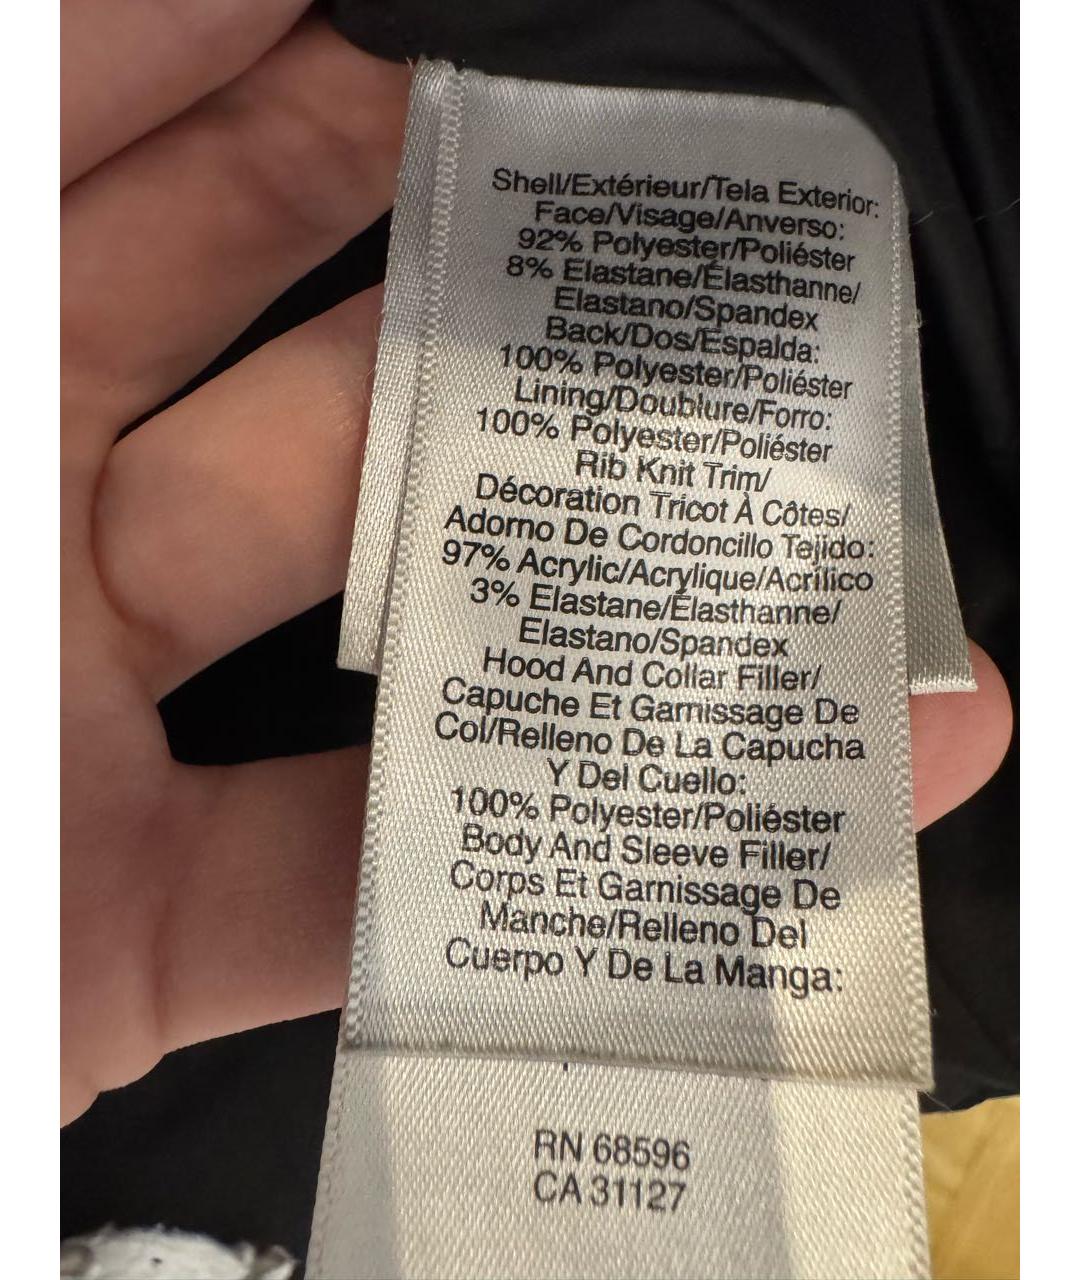 Shell/Extérieur/Tela Exterior:
Face/Visage/Anverso:
92% Polyester/Poliéster
8% Elastane/Élasthanne/
Elastano/Spandex
Back/Dos/Espalda:
100% Polyester/Poliéster
Lining/Doublure/Forro:
100% Polyester/Poliéster
Rib Knit Trim/
Décoration Tricot À Côtes/
Adorno De Cordoncillo Tejido:
97% Acrylic/Acrylique/Acrílico
3% Elastane/Élasthanne/
Elastano/Spandex
Hood And Collar Filler/
Capuche Et Garnissage De
Col/Relleno De La Capucha
Y Del Cuello:
100% Polyester/Poliéster
Body And Sleeve Filler/
Corps Et Garnissage De
Manche/Relleno Del
Cuerpo Y De La Manga:
RN 68596
CA 31127